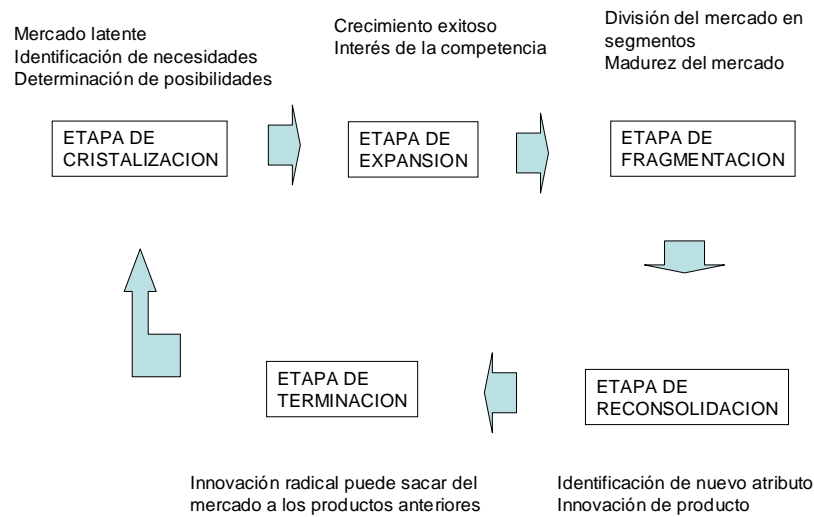 Mercado latente
Identificación de necesidades
Determinación de posibilidades
Crecimiento exitoso
Interés de la competencia
División del mercado en
segmentos
Madurez del mercado
ETAPA DE
CRISTALIZACION
ETAPA DE
EXPANSION
ETAPA DE
FRAGMENTACION
ETAPA DE
TERMINACION
ETAPA DE
RECONSOLIDACION
Innovación radical puede sacar del
mercado a los productos anteriores
Identificación de nuevo atributo
Innovación de producto